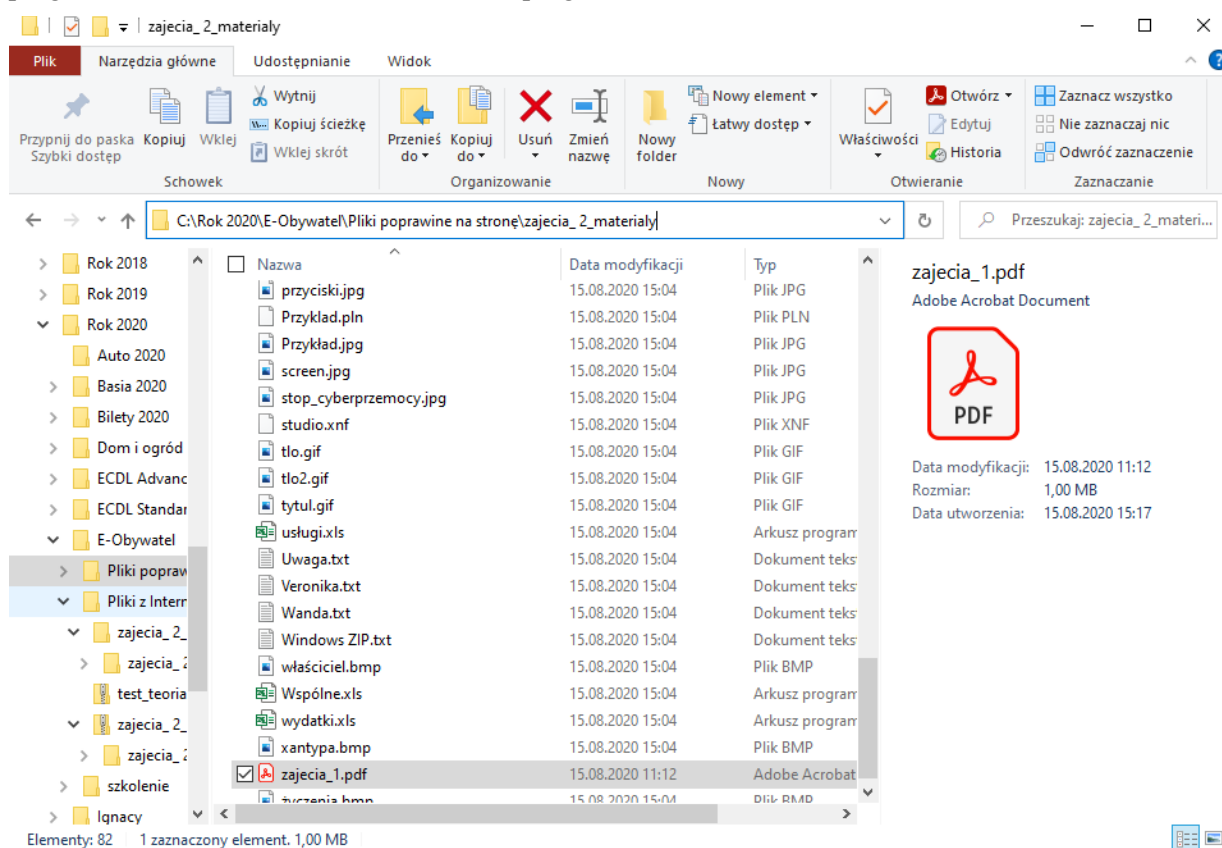 zajecia_ 2_materialy
Plik Narzędzia główne Udostępnianie Widok
Przypnij do paska Szybki dostęp
Kopiuj
Wklej
Wytnij
Kopiuj ścieżkę
Wklej skrót
Przenieś do
Kopiuj do
Usuń
Zmień nazwę
Nowy folder
Nowy element
Łatwy dostęp
Właściwości
Otwórz
Edytuj
Historia
Zaznacz wszystko
Nie zaznaczaj nic
Odwróć zaznaczenie
Schowek Organizowanie Nowy Otwieranie Zaznaczanie
C:\Rok 2020\E-Obywatel\Pliki poprawine na stronę\zajecia_ 2_materialy
Przeszukaj: zajecia_ 2_materi...
Rok 2018
Rok 2019
Rok 2020
Auto 2020
Basia 2020
Bilety 2020
Dom i ogród
ECDL Advanc
ECDL Standar
E-Obywatel
Pliki popraw
Pliki z Intern
zajecia_ 2_
zajecia_ 2
test_teoria
zajecia_ 2_
zajecia_ 2
szkolenie
Ignacy
Nazwa Data modyfikacji Typ
przyciski.jpg 15.08.2020 15:04 Plik JPG
Przyklad.pln 15.08.2020 15:04 Plik PLN
Przykład.jpg 15.08.2020 15:04 Plik JPG
screen.jpg 15.08.2020 15:04 Plik JPG
stop_cyberprzemocy.jpg 15.08.2020 15:04 Plik JPG
studio.xnf 15.08.2020 15:04 Plik XNF
tlo.gif 15.08.2020 15:04 Plik GIF
tlo2.gif 15.08.2020 15:04 Plik GIF
tytul.gif 15.08.2020 15:04 Plik GIF
usługi.xls 15.08.2020 15:04 Arkusz program
Uwaga.txt 15.08.2020 15:04 Dokument teks
Veronika.txt 15.08.2020 15:04 Dokument teks
Wanda.txt 15.08.2020 15:04 Dokument teks
Windows ZIP.txt 15.08.2020 15:04 Dokument teks
właściciel.bmp 15.08.2020 15:04 Plik BMP
Wspólne.xls 15.08.2020 15:04 Arkusz program
wydatki.xls 15.08.2020 15:04 Arkusz program
xantypa.bmp 15.08.2020 15:04 Plik BMP
zajecia_1.pdf 15.08.2020 11:12 Adobe Acrobat
życzenia.bmp 15.08.2020 15:04 Plik BMP
zajecia_1.pdf
Adobe Acrobat Document
PDF
Data modyfikacji: 15.08.2020 11:12
Rozmiar: 1,00 MB
Data utworzenia: 15.08.2020 15:17
Elementy: 82 1 zaznaczony element. 1,00 MB